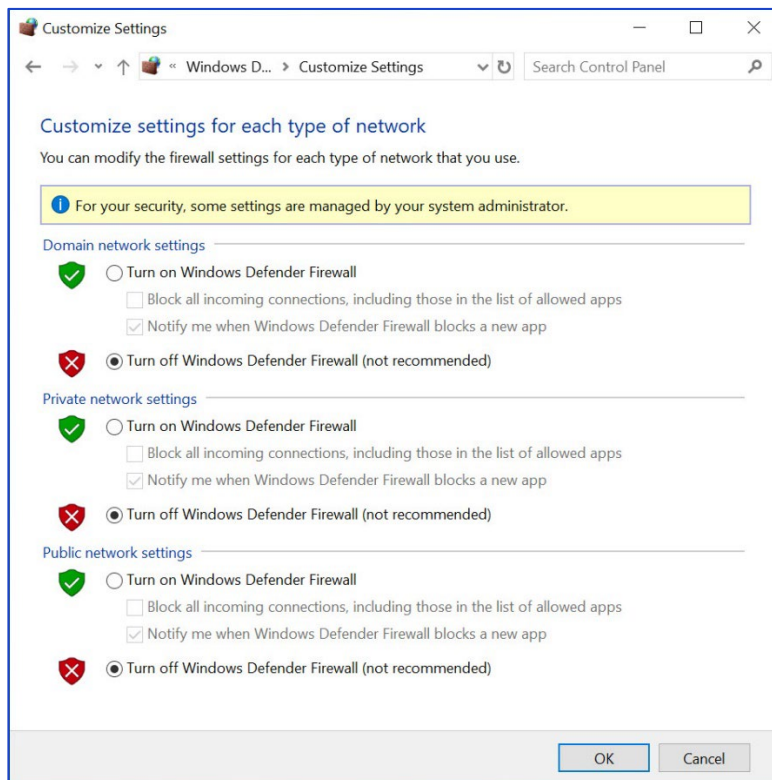 Customize Settings
« Windows D... > Customize Settings
Search Control Panel
Customize settings for each type of network
You can modify the firewall settings for each type of network that you use.
For your security, some settings are managed by your system administrator.
Domain network settings
Turn on Windows Defender Firewall
Block all incoming connections, including those in the list of allowed apps
Notify me when Windows Defender Firewall blocks a new app
Turn off Windows Defender Firewall (not recommended)
Private network settings
Turn on Windows Defender Firewall
Block all incoming connections, including those in the list of allowed apps
Notify me when Windows Defender Firewall blocks a new app
Turn off Windows Defender Firewall (not recommended)
Public network settings
Turn on Windows Defender Firewall
Block all incoming connections, including those in the list of allowed apps
Notify me when Windows Defender Firewall blocks a new app
Turn off Windows Defender Firewall (not recommended)
OK Cancel